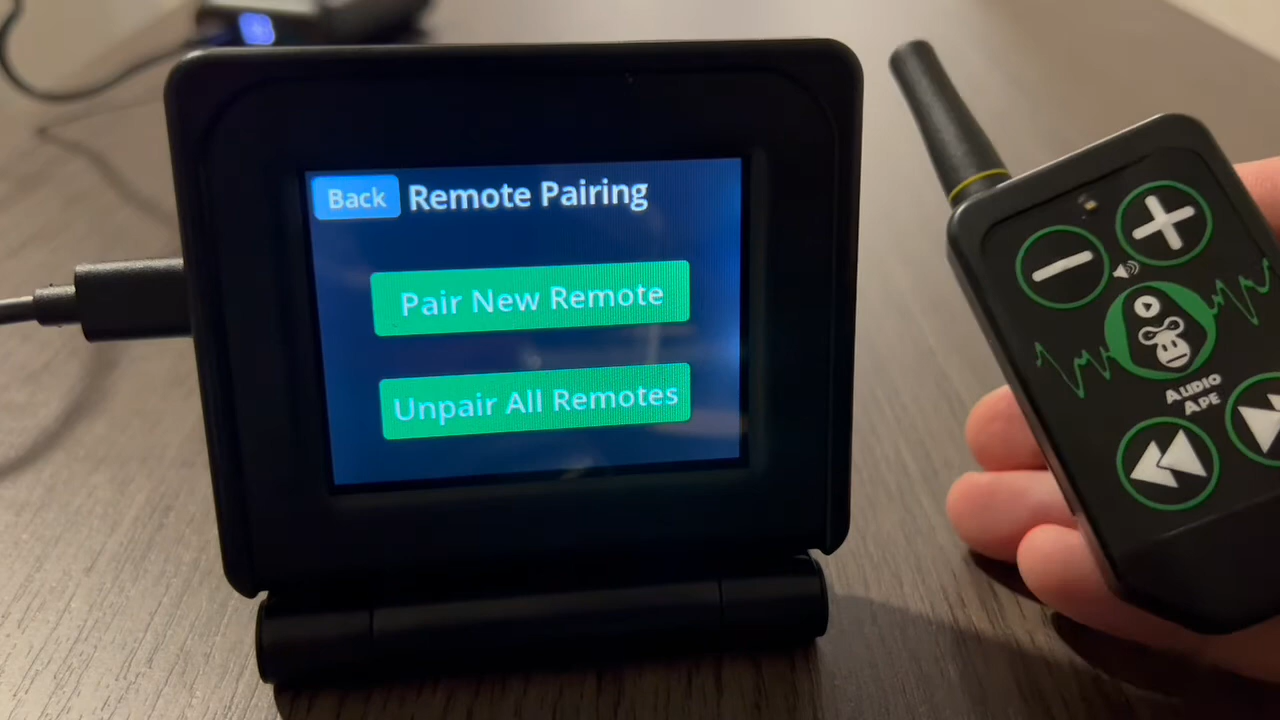 Back Remote Pairing
Pair New Remote
Unpair All Remotes
AUDIO
APE